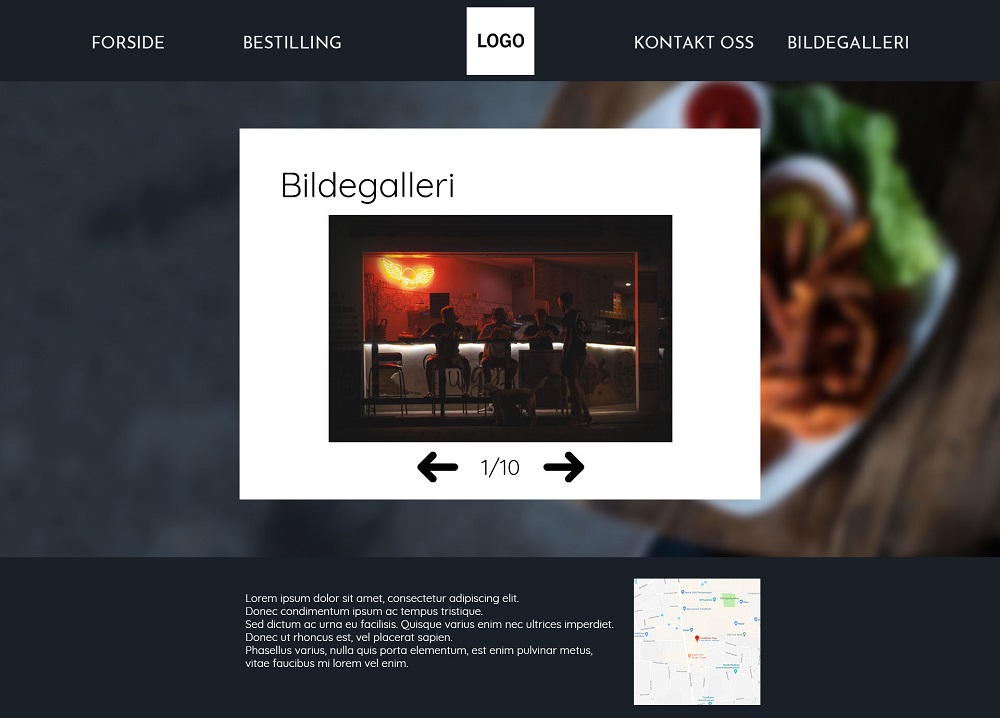 FORSIDE BESTILLING LOGO KONTAKT OSS BILDEGALLERI
Bildegalleri
1/10
Lorem ipsum dolor sit amet, consectetur adipiscing elit.
Donec condimentum ipsum ac tempus tristique.
Sed dictum ac urna eu facilisis. Quisque varius enim nec ultrices imperdiet.
Donec ut rhoncus est, vel placerat sapien.
Phasellus varius, nulla quis porta elementum, est enim pulvinar metus,
vitae faucibus mi lorem vel enim.